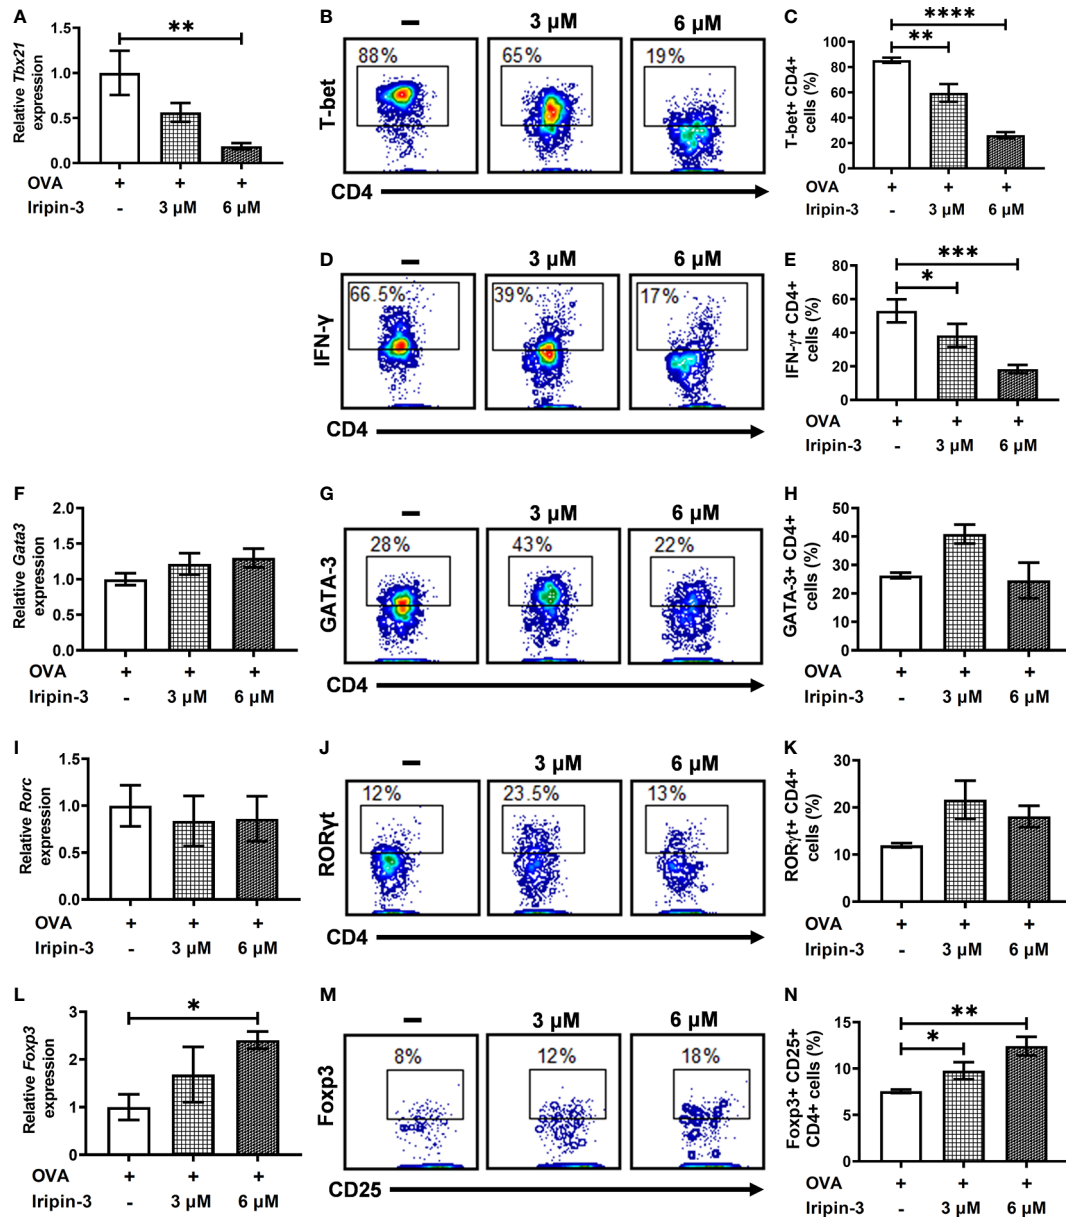 A
Relative Tbx21
expression
1.5
1.0
0.5
0.0
**
OVA + + +
Iripin-3 - 3 µM 6 µM
B
– 3 µM 6 µM
88% 65% 19%
T-bet
CD4
C
T-bet+ CD4+
cells (%)
100
80
60
40
20
0
****
**
OVA + + +
Iripin-3 - 3 µM 6 µM
D
– 3 µM 6 µM
66.5% 39% 17%
IFN-γ
CD4
E
IFN-γ+ CD4+
cells (%)
80
60
40
20
0
***
*
OVA + + +
Iripin-3 - 3 µM 6 µM
F
Relative Gata3
expression
2.0
1.5
1.0
0.5
0.0
OVA + + +
Iripin-3 - 3 µM 6 µM
G
– 3 µM 6 µM
28% 43% 22%
GATA-3
CD4
H
GATA-3+ CD4+
cells (%)
50
40
30
20
10
0
OVA + + +
Iripin-3 - 3 µM 6 µM
I
Relative Rorc
expression
1.5
1.0
0.5
0.0
OVA + + +
Iripin-3 - 3 µM 6 µM
J
– 3 µM 6 µM
12% 23.5% 13%
RORγt
CD4
K
RORγt+ CD4+
cells (%)
30
20
10
0
OVA + + +
Iripin-3 - 3 µM 6 µM
L
Relative Foxp3
expression
3
2
1
0
*
OVA + + +
Iripin-3 - 3 µM 6 µM
M
– 3 µM 6 µM
8% 12% 18%
Foxp3
CD25
N
Foxp3+ CD25+
CD4+ cells (%)
15
10
5
0
**
*
OVA + + +
Iripin-3 - 3 µM 6 µM